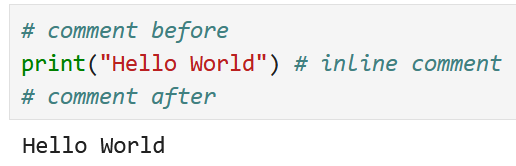 # comment before
print("Hello World") # inline comment
# comment after
Hello World